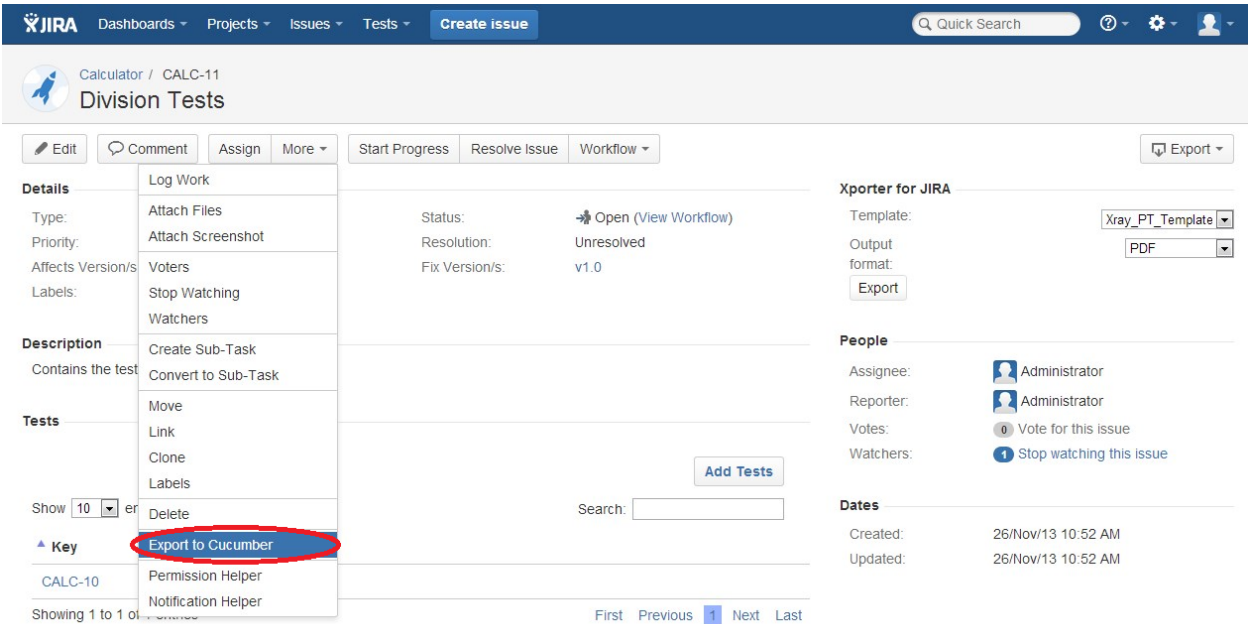 JIRA Dashboards Projects Issues Tests Create issue Quick Search
Calculator / CALC-11
Division Tests
Edit Comment Assign More Start Progress Resolve Issue Workflow Export
Log Work
Attach Files
Attach Screenshot
Voters
Stop Watching
Watchers
Create Sub-Task
Convert to Sub-Task
Move
Link
Clone
Labels
Delete
Export to Cucumber
Permission Helper
Notification Helper
Details
Type:
Priority:
Affects Version/s
Labels:
Status: Open (View Workflow)
Resolution: Unresolved
Fix Version/s: v1.0
Description
Contains the test
Tests
Add Tests
Show 10 Search:
Key
CALC-10
Showing 1 to 1 entries
First Previous 1 Next Last
Xporter for JIRA
Template: Xray_PT_Template
Output format: PDF
Export
People
Assignee: Administrator
Reporter: Administrator
Votes: 0 Vote for this issue
Watchers: 1 Stop watching this issue
Dates
Created: 26/Nov/13 10:52 AM
Updated: 26/Nov/13 10:52 AM